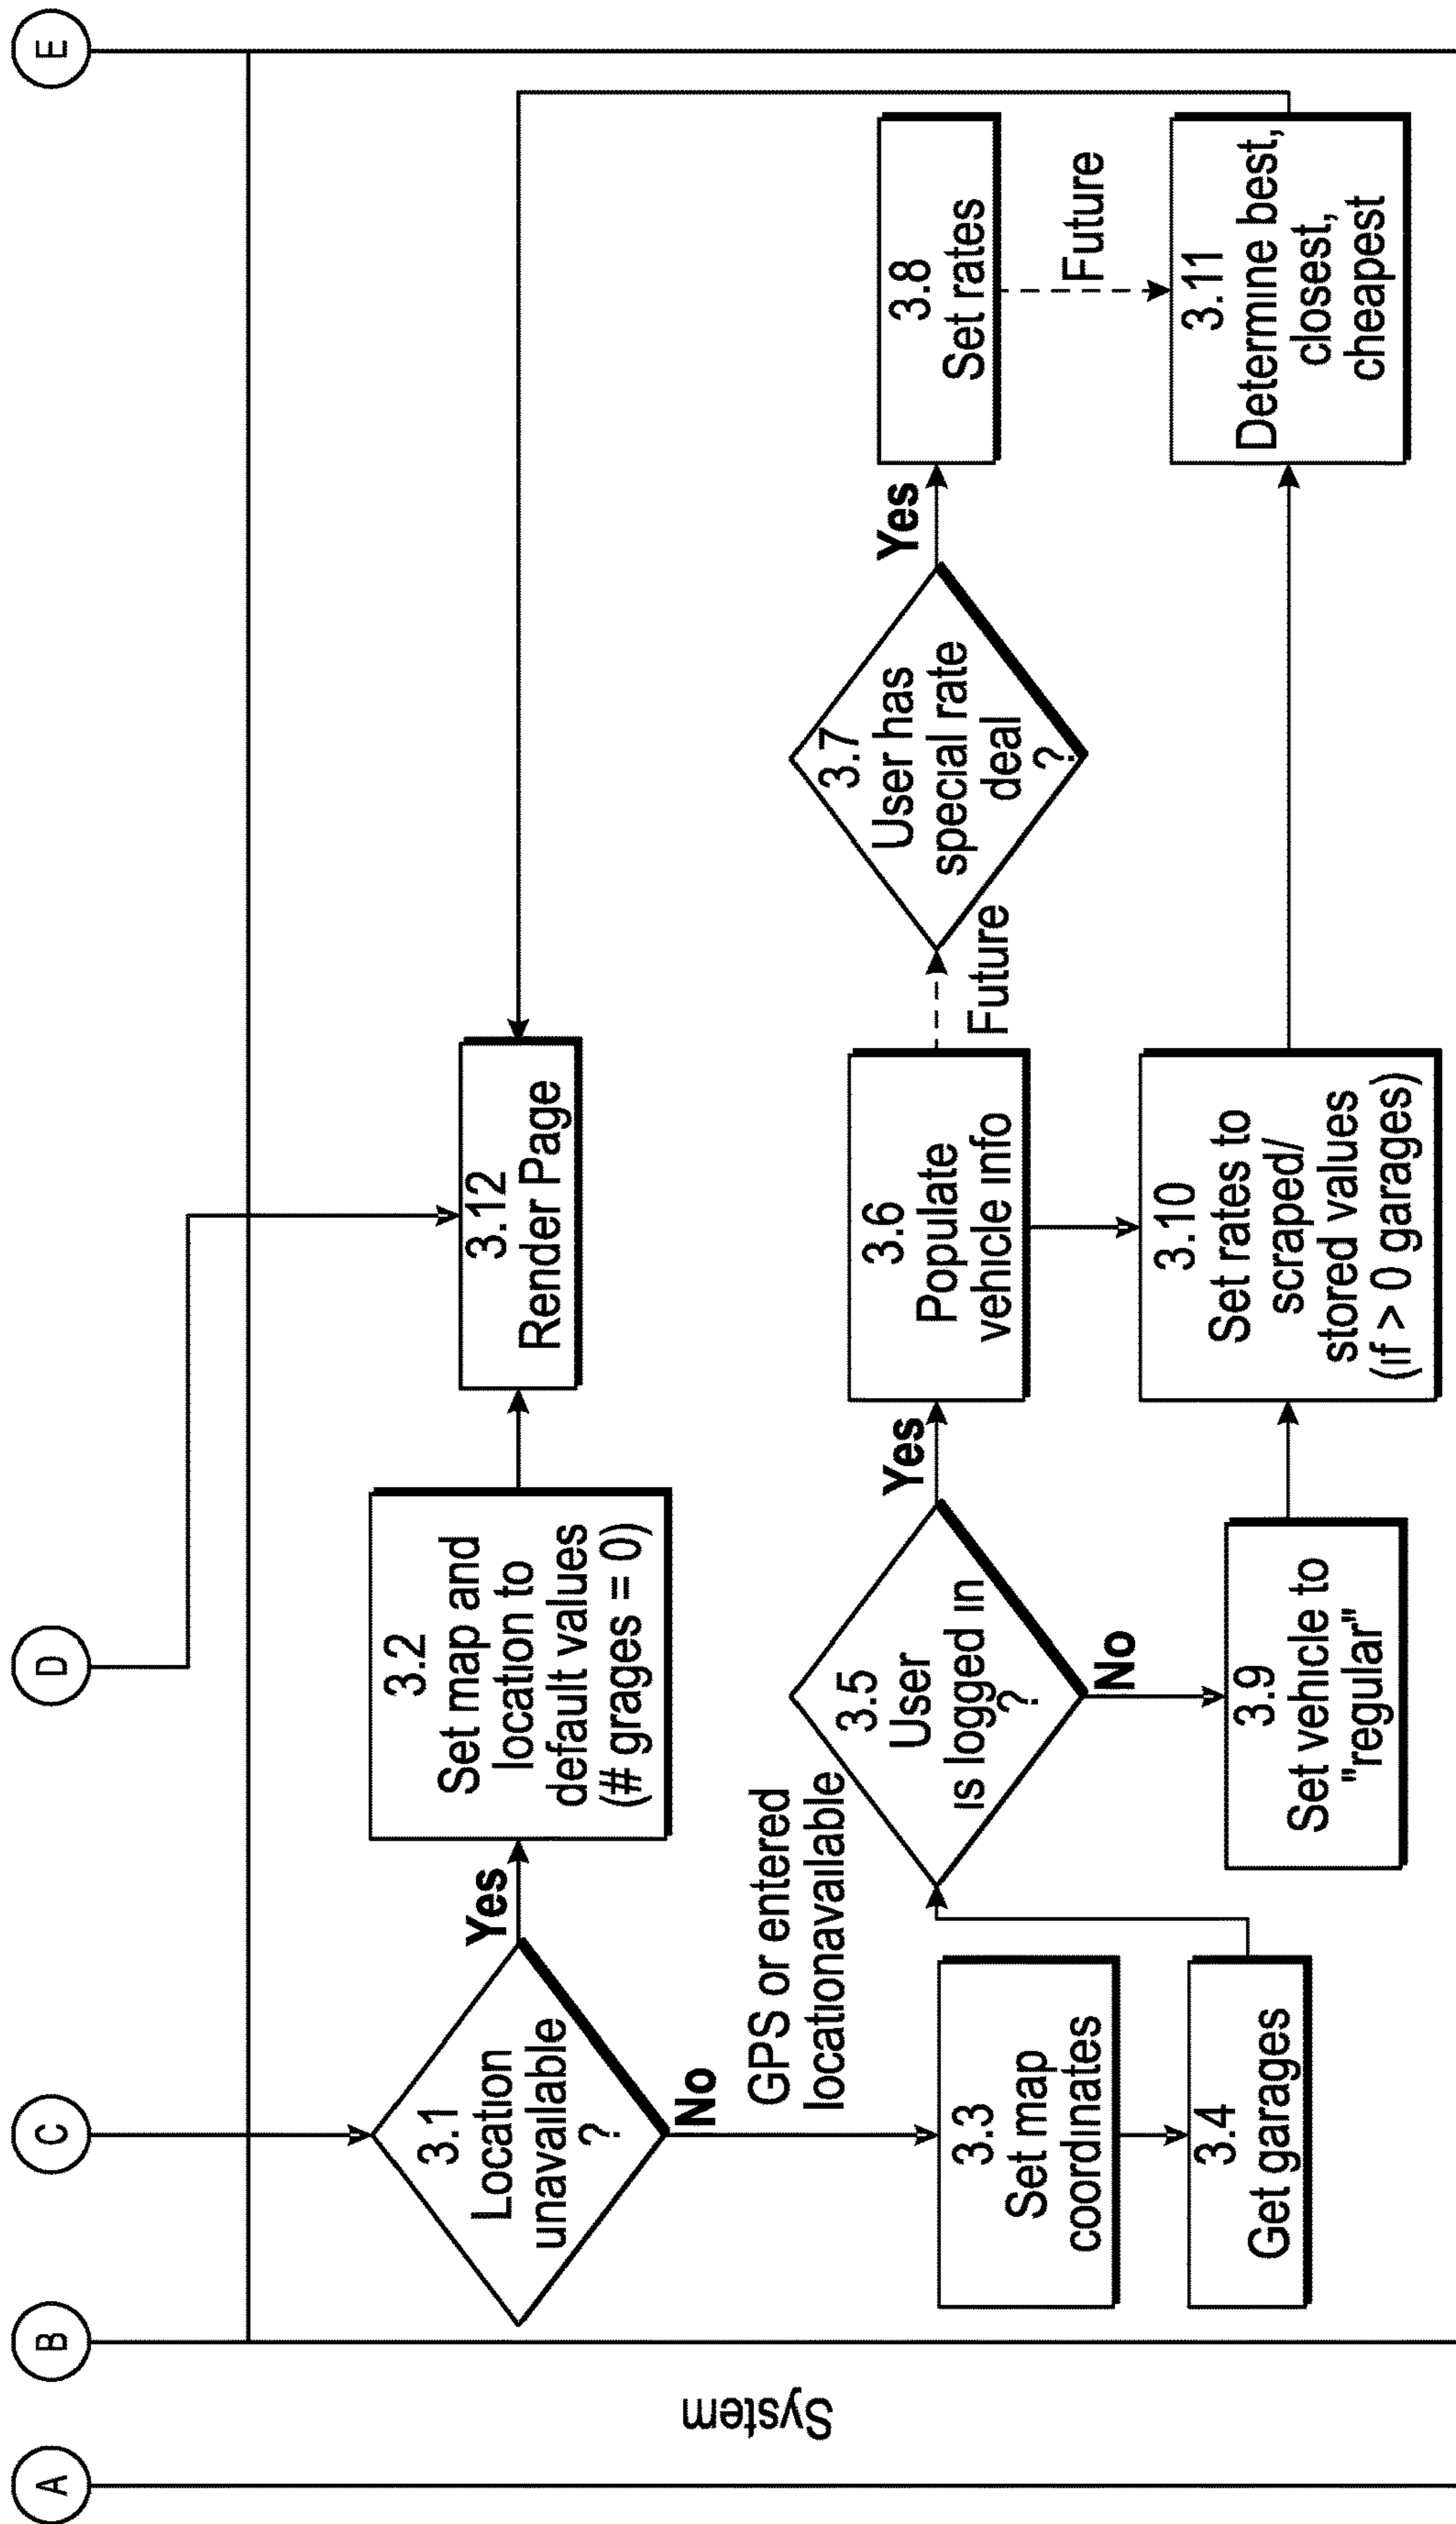 A
B
C
D
E
System
3.1
Location
unavailable
?
Yes
No
3.2
Set map and
location to
default values
(# grages = 0)
3.12
Render Page
GPS or entered
locationavailable
3.3
Set map
coordinates
3.4
Get garages
3.5
User
is logged in
?
Yes
No
3.6
Populate
vehicle info
Future
3.7
User has
special rate
deal
?
Yes
3.8
Set rates
Future
3.9
Set vehicle to
"regular"
3.10
Set rates to
scraped/
stored values
(if > 0 garages)
3.11
Determine best,
closest,
cheapest